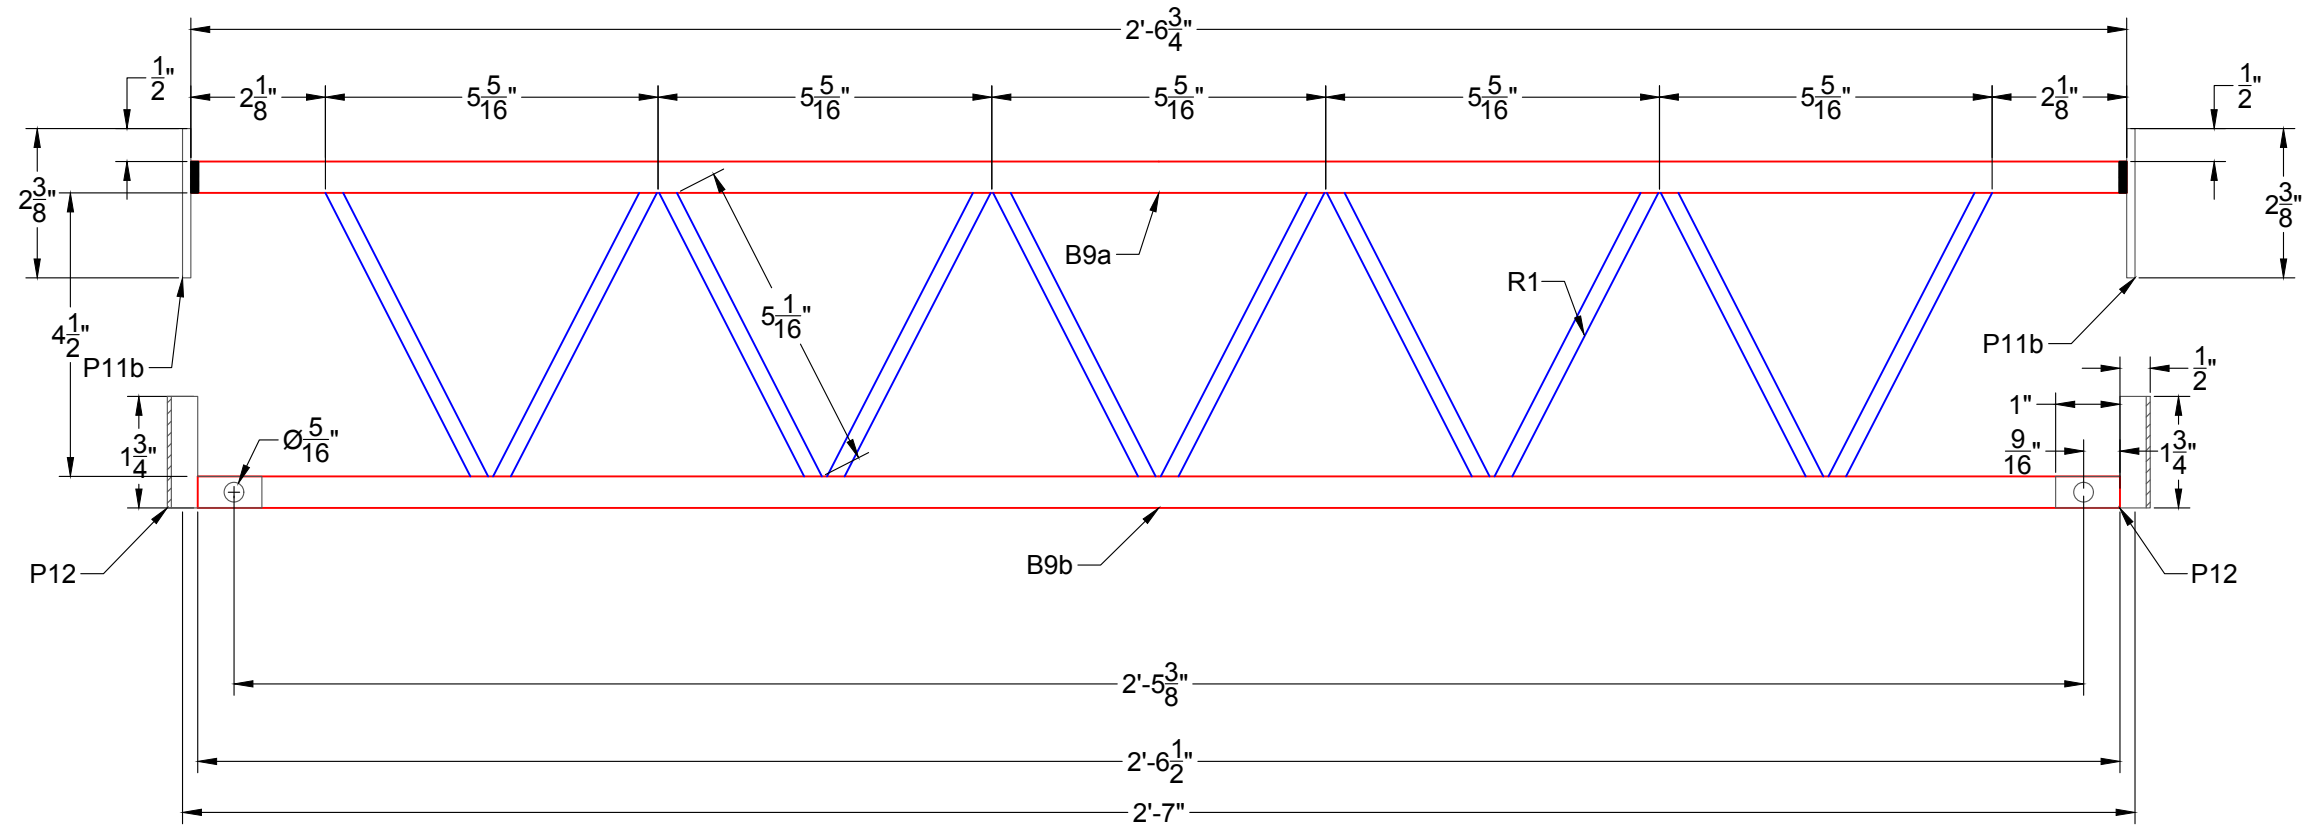 2'-6 3/4"
1/2"
2 1/8" 5 5/16" 5 5/16" 5 5/16" 5 5/16" 5 5/16" 2 1/8"
1/2"
2 3/8"
2 3/8"
B9a
R1
5 1/16"
4 1/2"
P11b
P11b
1/2"
1"
Ø 5/16"
1 3/4"
9/16"
1 3/4"
B9b
P12
P12
2'-5 3/8"
2'-6 1/2"
2'-7"